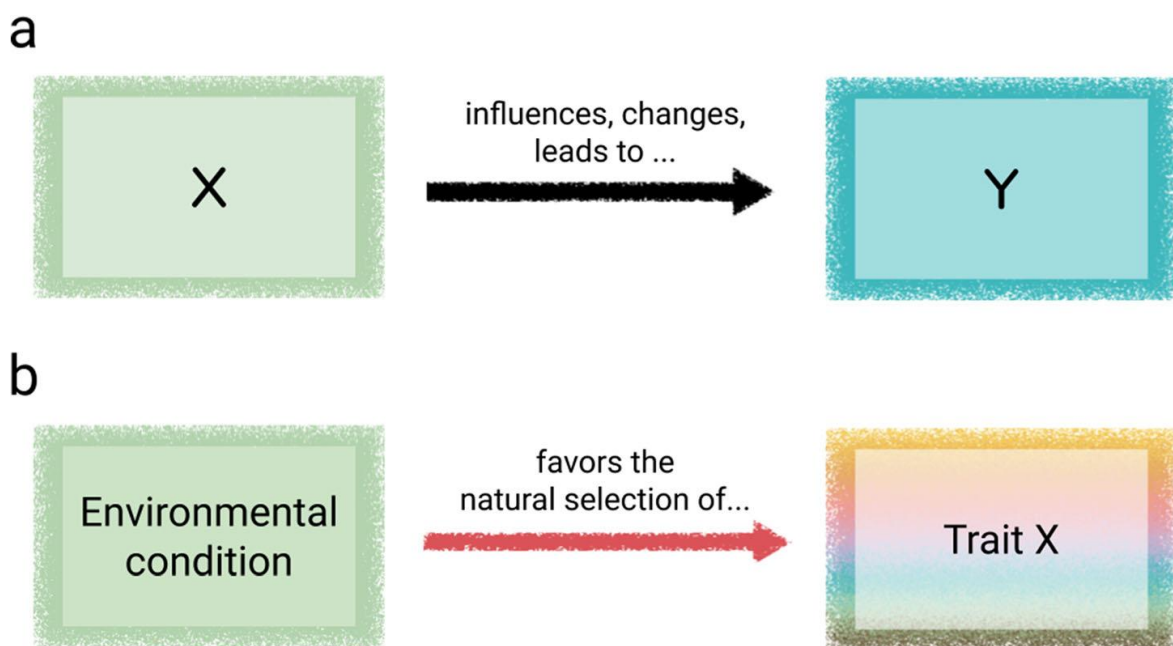 a
X
influences, changes,
leads to ...
Y
b
Environmental
condition
favors the
natural selection of...
Trait X